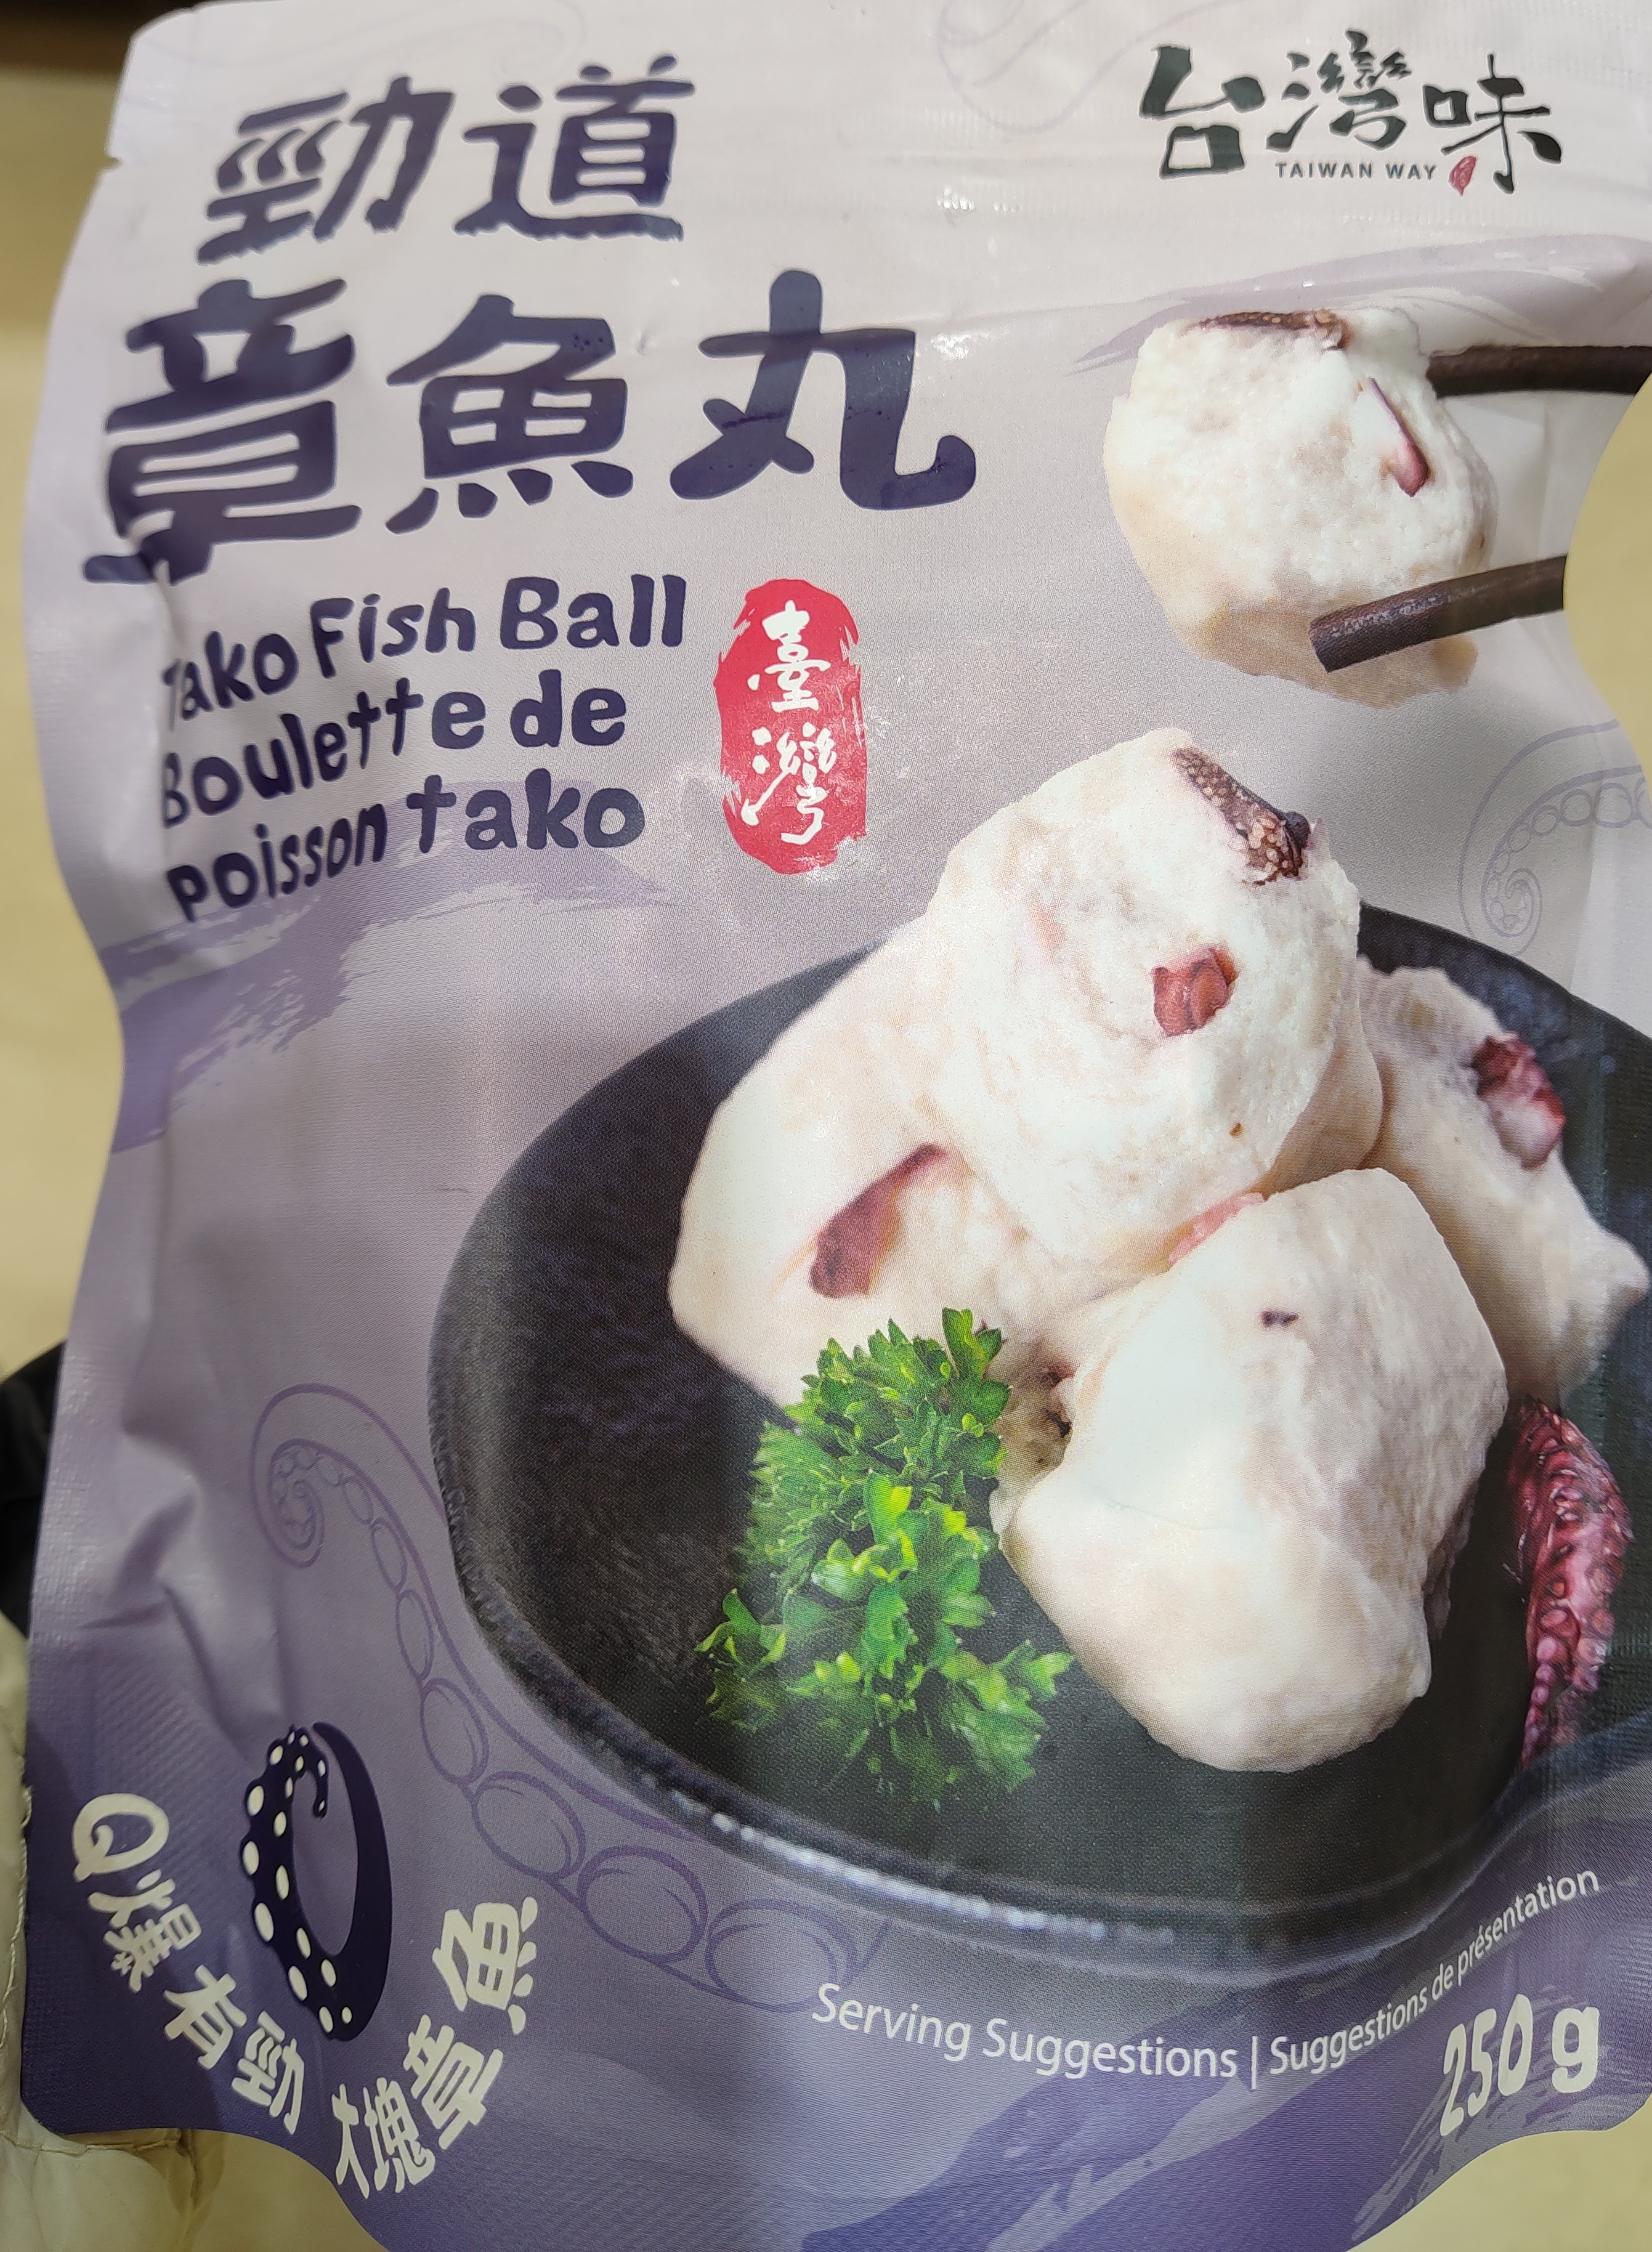 勁道
台灣味
TAIWAN WAY
章魚丸
Tako Fish Ball
Boulette de
poisson tako
臺灣
Q爆有勁
大塊章魚
Serving Suggestions | Suggestions de présentation
250 g